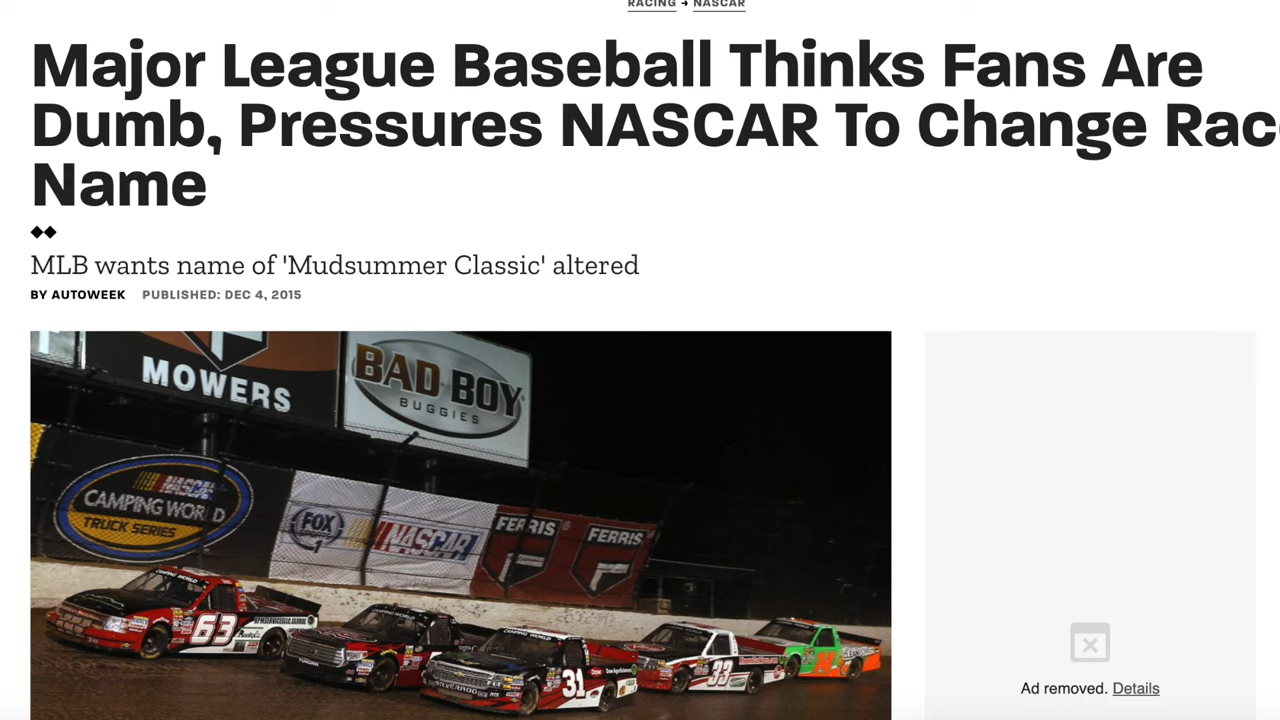 RACING → NASCAR
Major League Baseball Thinks Fans Are
Dumb, Pressures NASCAR To Change Rac
Name
MLB wants name of 'Mudsummer Classic' altered
BY AUTOWEEK PUBLISHED: DEC 4, 2015
MOWERS
BAD BOY
BUGGIES
NASCAR
CAMPING WORLD
TRUCK SERIES
FOX
SPORTS
1
NASCAR
FERRIS
FERRIS
63
31
33
Ad removed. Details